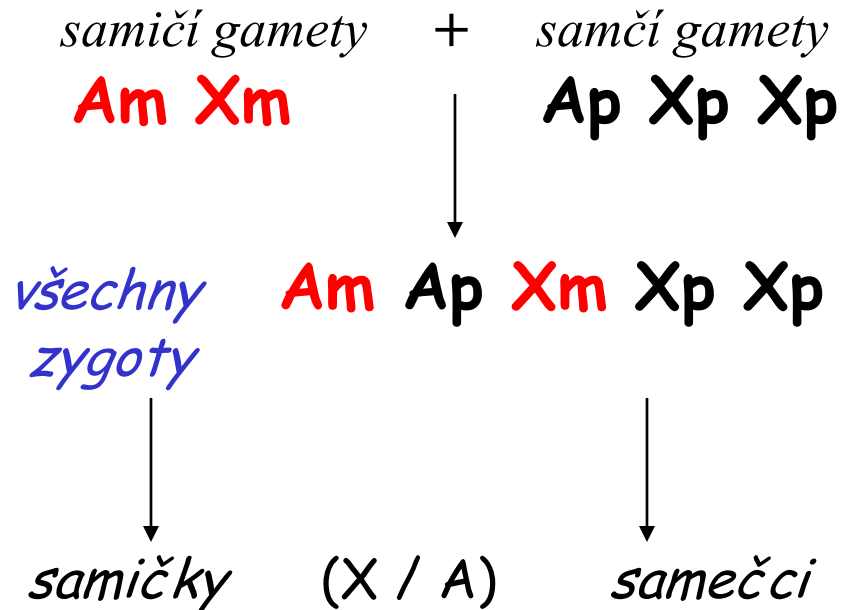 samičí gamety + samčí gamety
Am Xm Ap Xp Xp
všechny Am Ap Xm Xp Xp
zygoty
samičky (X / A) samečci